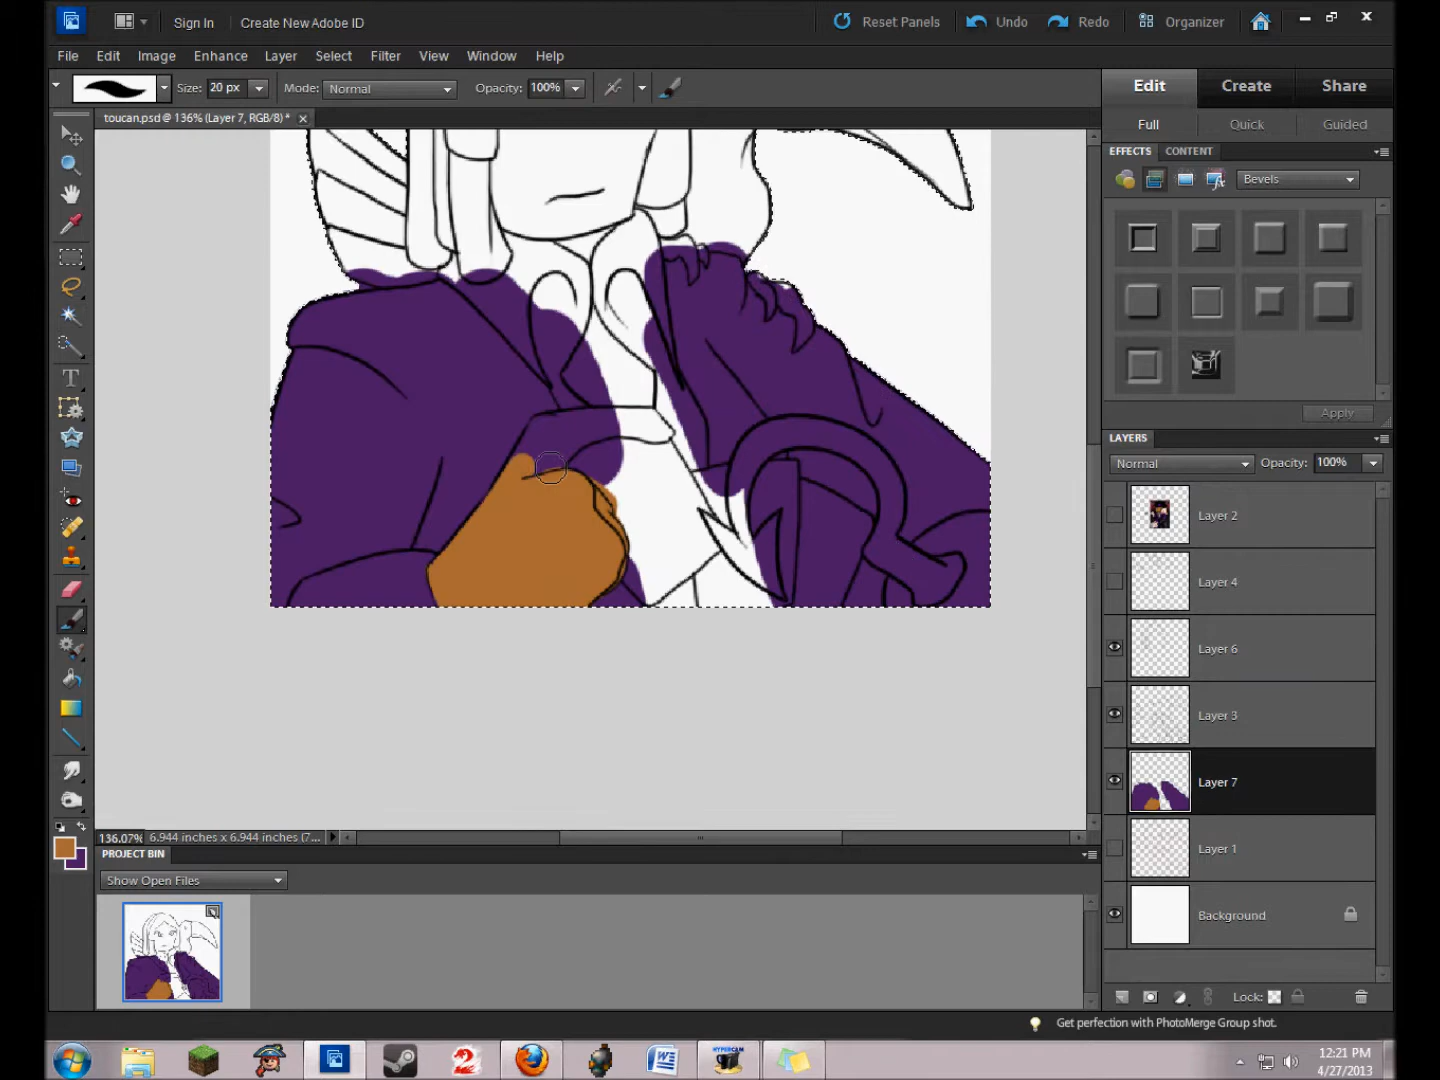 Sign In Create New Adobe ID Reset Panels Undo Redo Organizer
File Edit Image Enhance Layer Select Filter View Window Help
Size: 20 px Mode: Normal Opacity: 100% Edit Create Share
toucan.psd @ 136% (Layer 7, RGB/8) * Full Quick Guided
EFFECTS CONTENT
Bevels
Apply
LAYERS
Normal Opacity: 100%
Layer 2
Layer 4
Layer 6
Layer 3
Layer 7
Layer 1
Background
136.07% 6.944 inches x 6.944 inches (7...
PROJECT BIN
Show Open Files
Lock:
Get perfection with PhotoMerge Group shot.
HYPERCAM
12:21 PM
4/27/2013